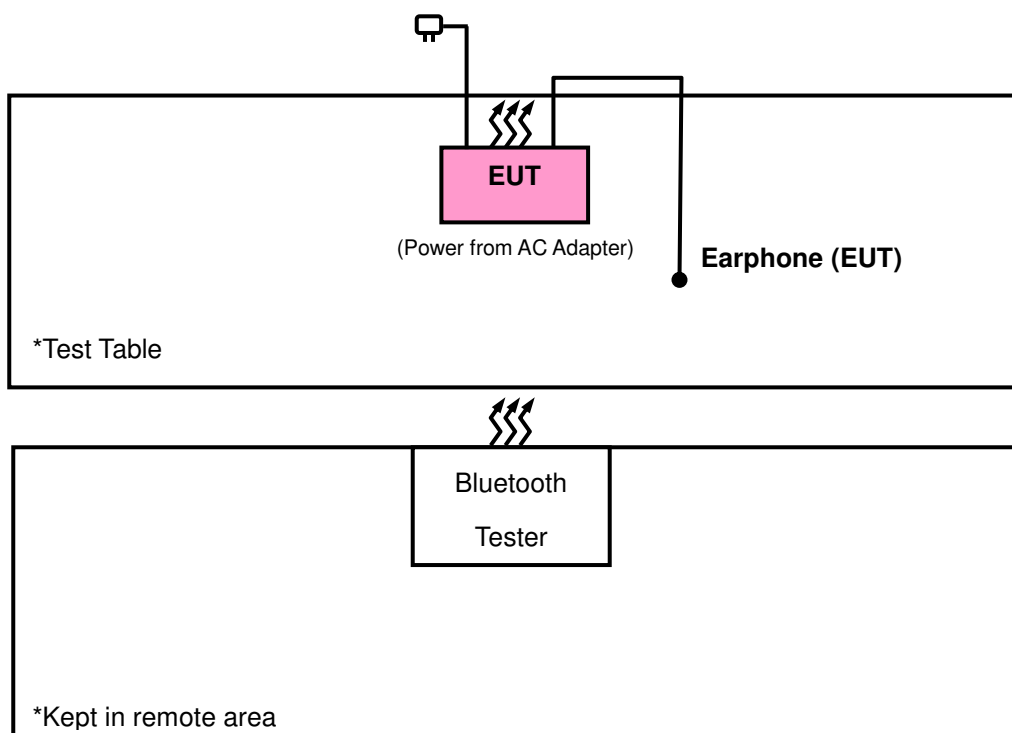 EUT
(Power from AC Adapter)
Earphone (EUT)
*Test Table
Bluetooth
Tester
*Kept in remote area